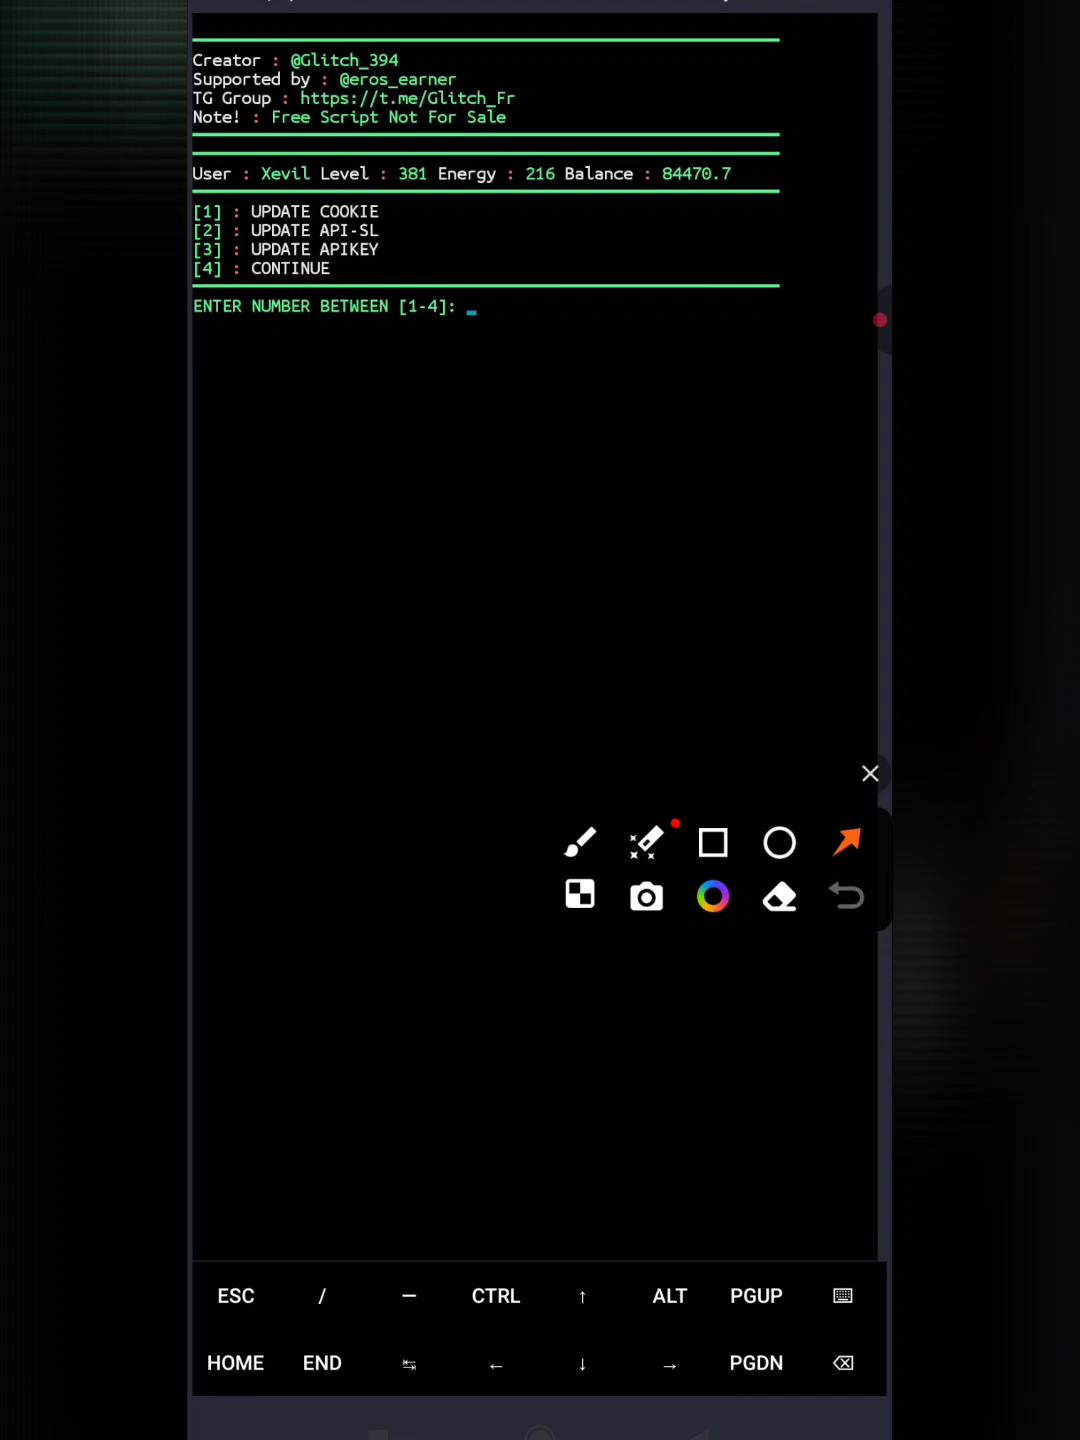 Creator : @Glitch_394
Supported by : @eros_earner
TG Group : https://t.me/Glitch_Fr
Note! : Free Script Not For Sale
User : Xevil Level : 381 Energy : 216 Balance : 84470.7
[1] : UPDATE COOKIE
[2] : UPDATE API-SL
[3] : UPDATE APIKEY
[4] : CONTINUE
ENTER NUMBER BETWEEN [1-4]:
ESC / — CTRL ↑ ALT PGUP
HOME END ↹ ← ↓ → PGDN